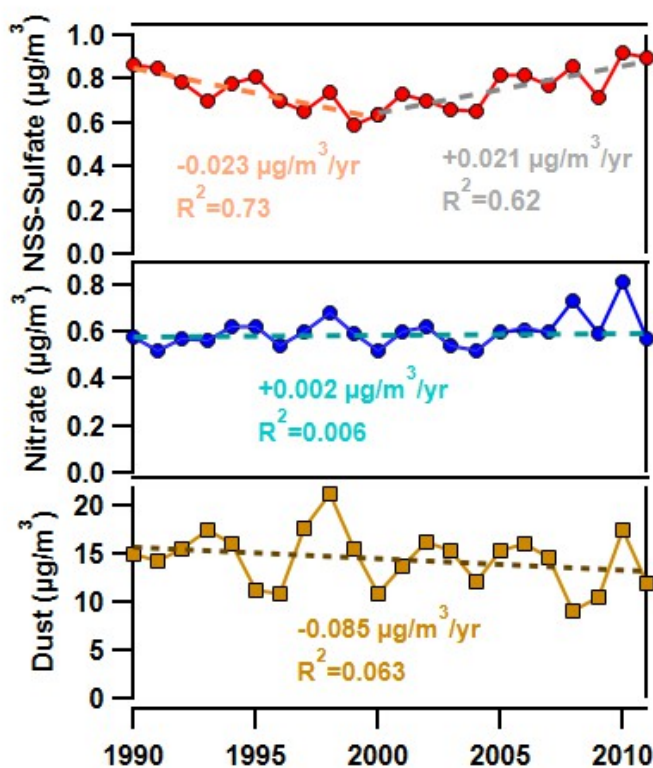 NSS-Sulfate (µg/m³)
1.0
0.8
0.6
0.4
0.2
0.0
-0.023 µg/m³/yr
R²=0.73
+0.021 µg/m³/yr
R²=0.62
Nitrate (µg/m³)
0.8
0.6
0.4
0.2
0.0
+0.002 µg/m³/yr
R²=0.006
Dust (µg/m³)
20
15
10
5
0
-0.085 µg/m³/yr
R²=0.063
1990 1995 2000 2005 2010